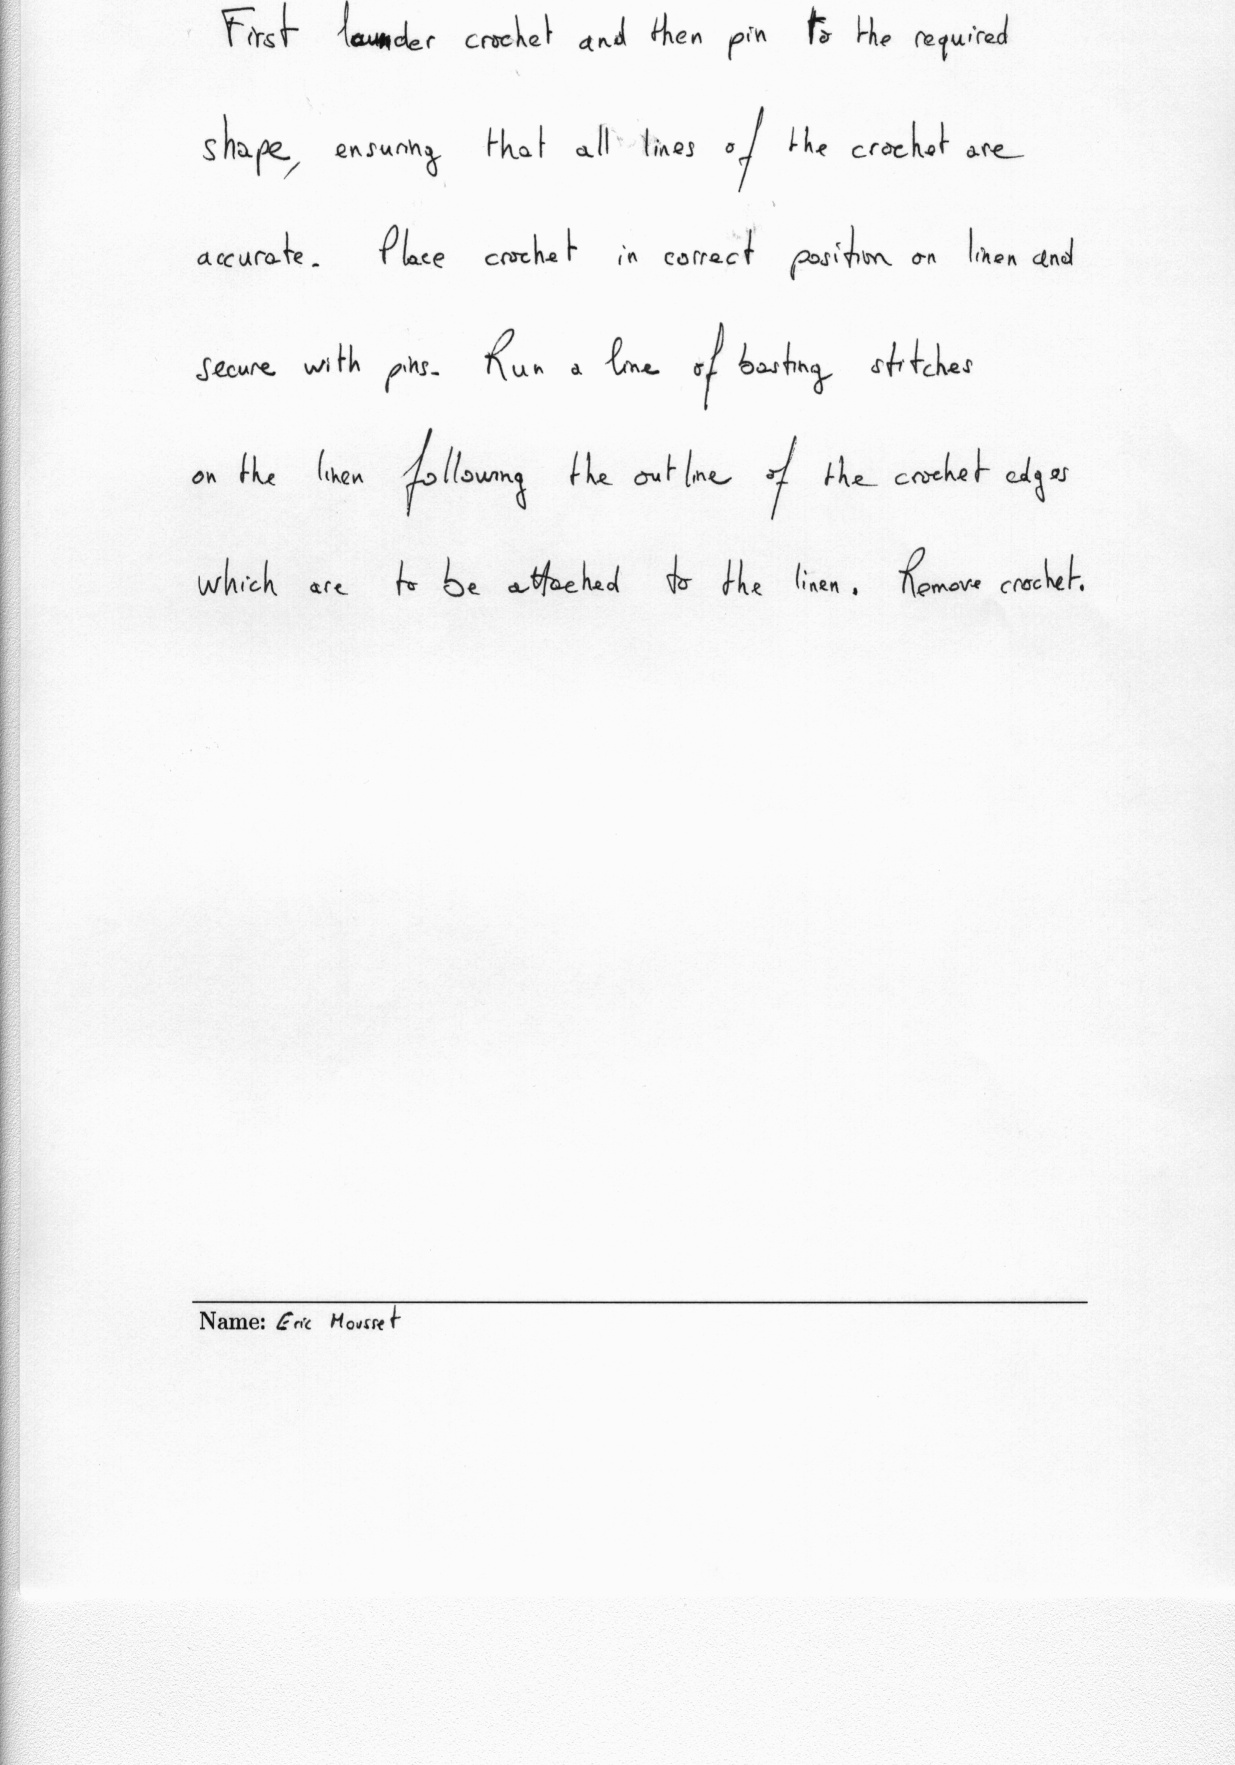 First launder crochet and then pin to the required
shape, ensuring that all lines of the crochet are
accurate. Place crochet in correct position on linen and
secure with pins. Run a line of basting stitches
on the linen following the outline of the crochet edges
which are to be attached to the linen. Remove crochet.
Name: Eric Mousset